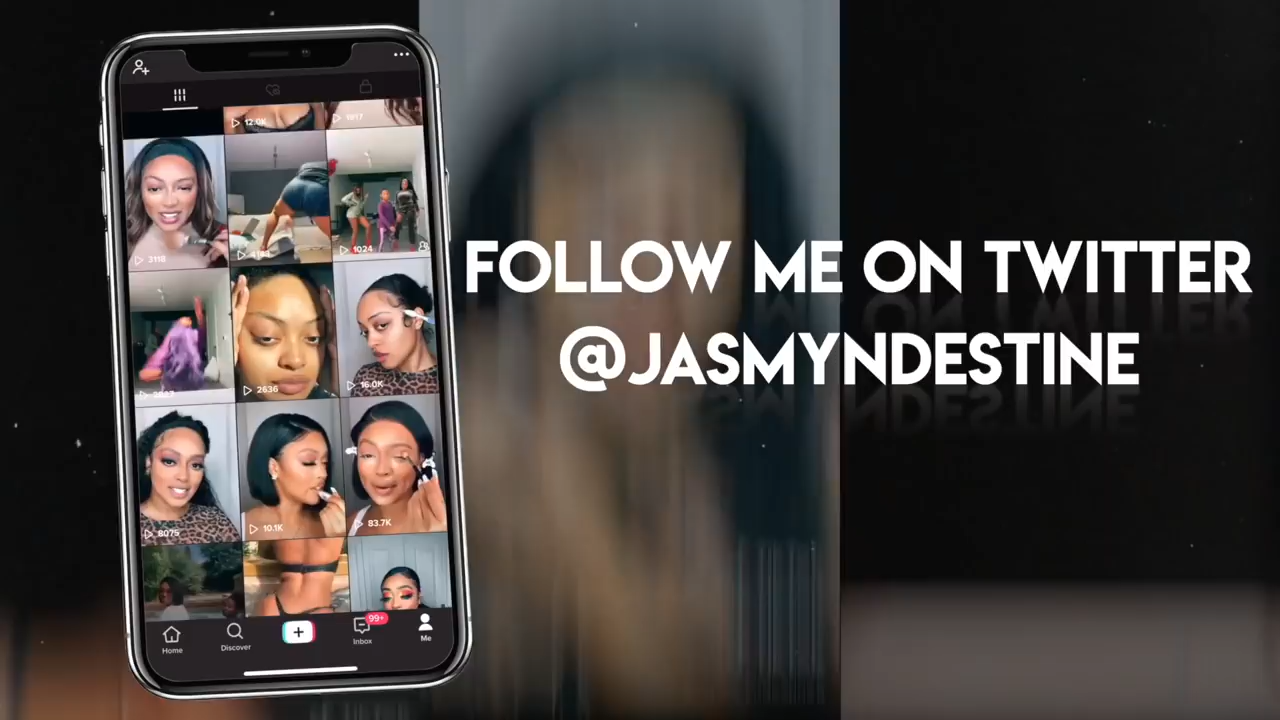 12.0K
1817
3118
1024
2636
16.0K
8075
10.1K
83.7K
99+
Home
Discover
Inbox
Me
FOLLOW ME ON TWITTER
@JASMYNDESTINE